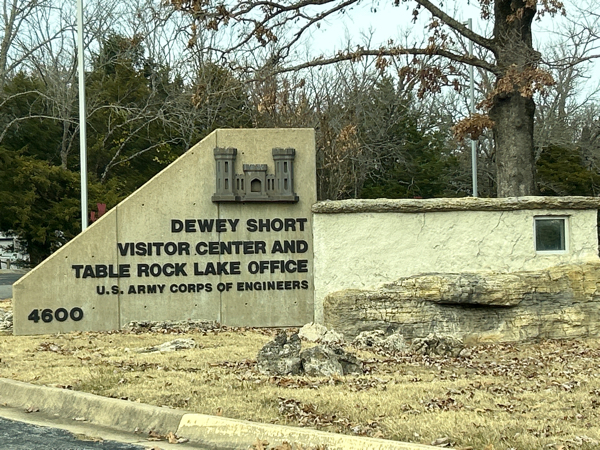 DEWEY SHORT
VISITOR CENTER AND
TABLE ROCK LAKE OFFICE
U.S. ARMY CORPS OF ENGINEERS
4600